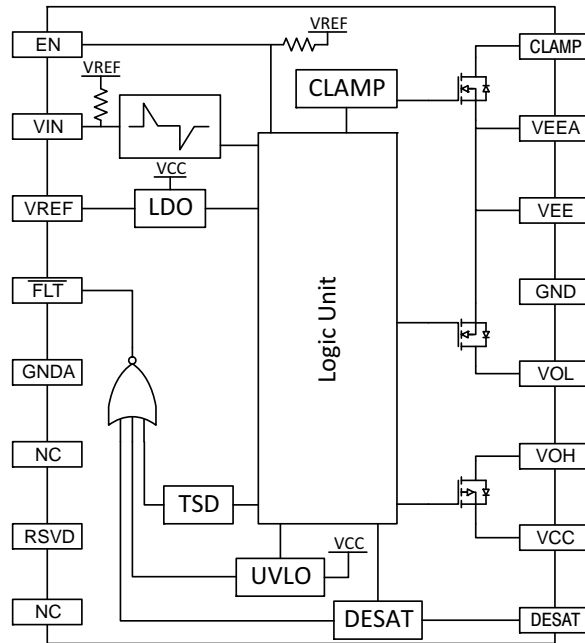 EN
VREF
CLAMP
VREF
CLAMP
VIN
VEEA
VCC
VREF
LDO
VEE
FLT
GND
Logic Unit
GNDA
VOL
NC
VOH
TSD
RSVD
VCC
UVLO
VCC
NC
DESAT
DESAT